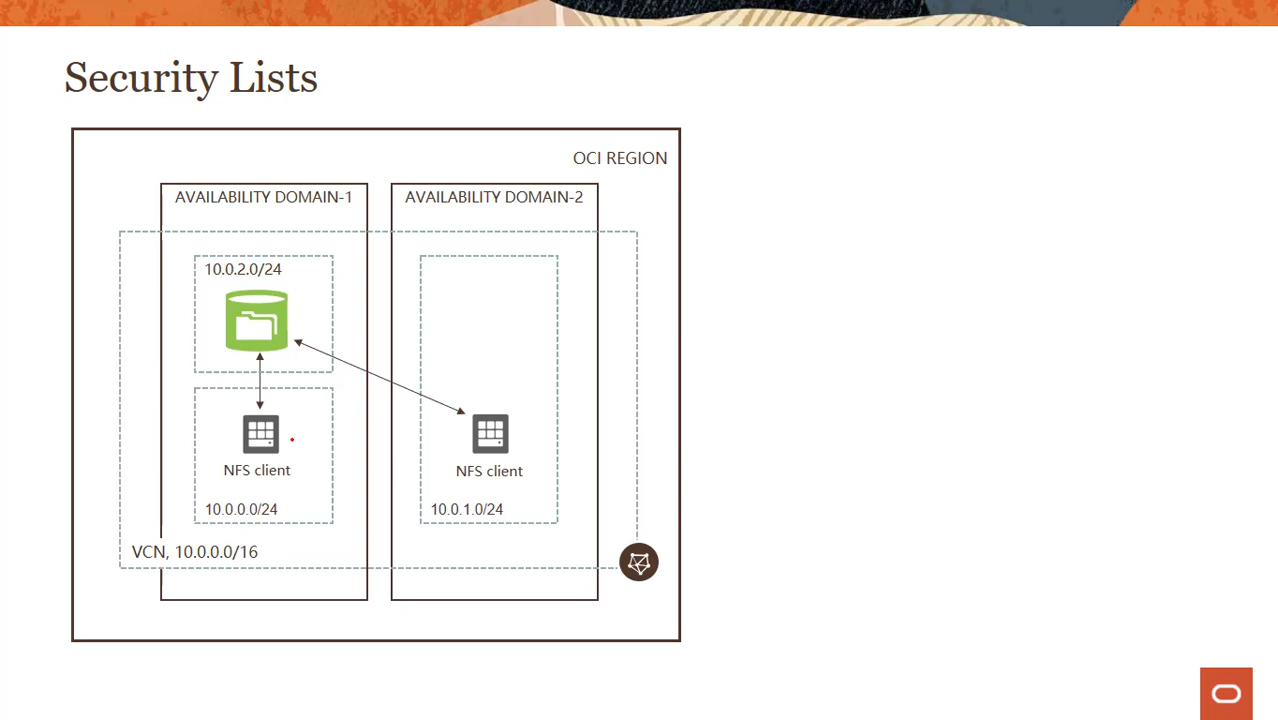 Security Lists
OCI REGION
AVAILABILITY DOMAIN-1
AVAILABILITY DOMAIN-2
10.0.2.0/24
NFS client
NFS client
10.0.0.0/24
10.0.1.0/24
VCN, 10.0.0.0/16